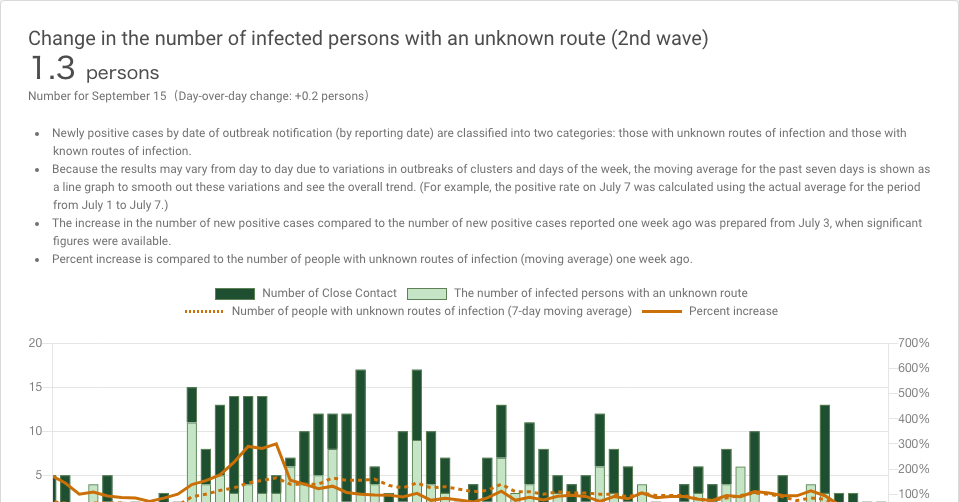 Change in the number of infected persons with an unknown route (2nd wave)
1.3 persons
Number for September 15（Day-over-day change: +0.2 persons）
Newly positive cases by date of outbreak notification (by reporting date) are classified into two categories: those with unknown routes of infection and those with
known routes of infection.
Because the results may vary from day to day due to variations in outbreaks of clusters and days of the week, the moving average for the past seven days is shown as
a line graph to smooth out these variations and see the overall trend. (For example, the positive rate on July 7 was calculated using the actual average for the period
from July 1 to July 7.)
The increase in the number of new positive cases compared to the number of new positive cases reported one week ago was prepared from July 3, when significant
figures were available.
Percent increase is compared to the number of people with unknown routes of infection (moving average) one week ago.
Number of Close Contact The number of infected persons with an unknown route
Number of people with unknown routes of infection (7-day moving average) Percent increase
20 700%
600%
15 500%
400%
10 300%
5 200%
100%